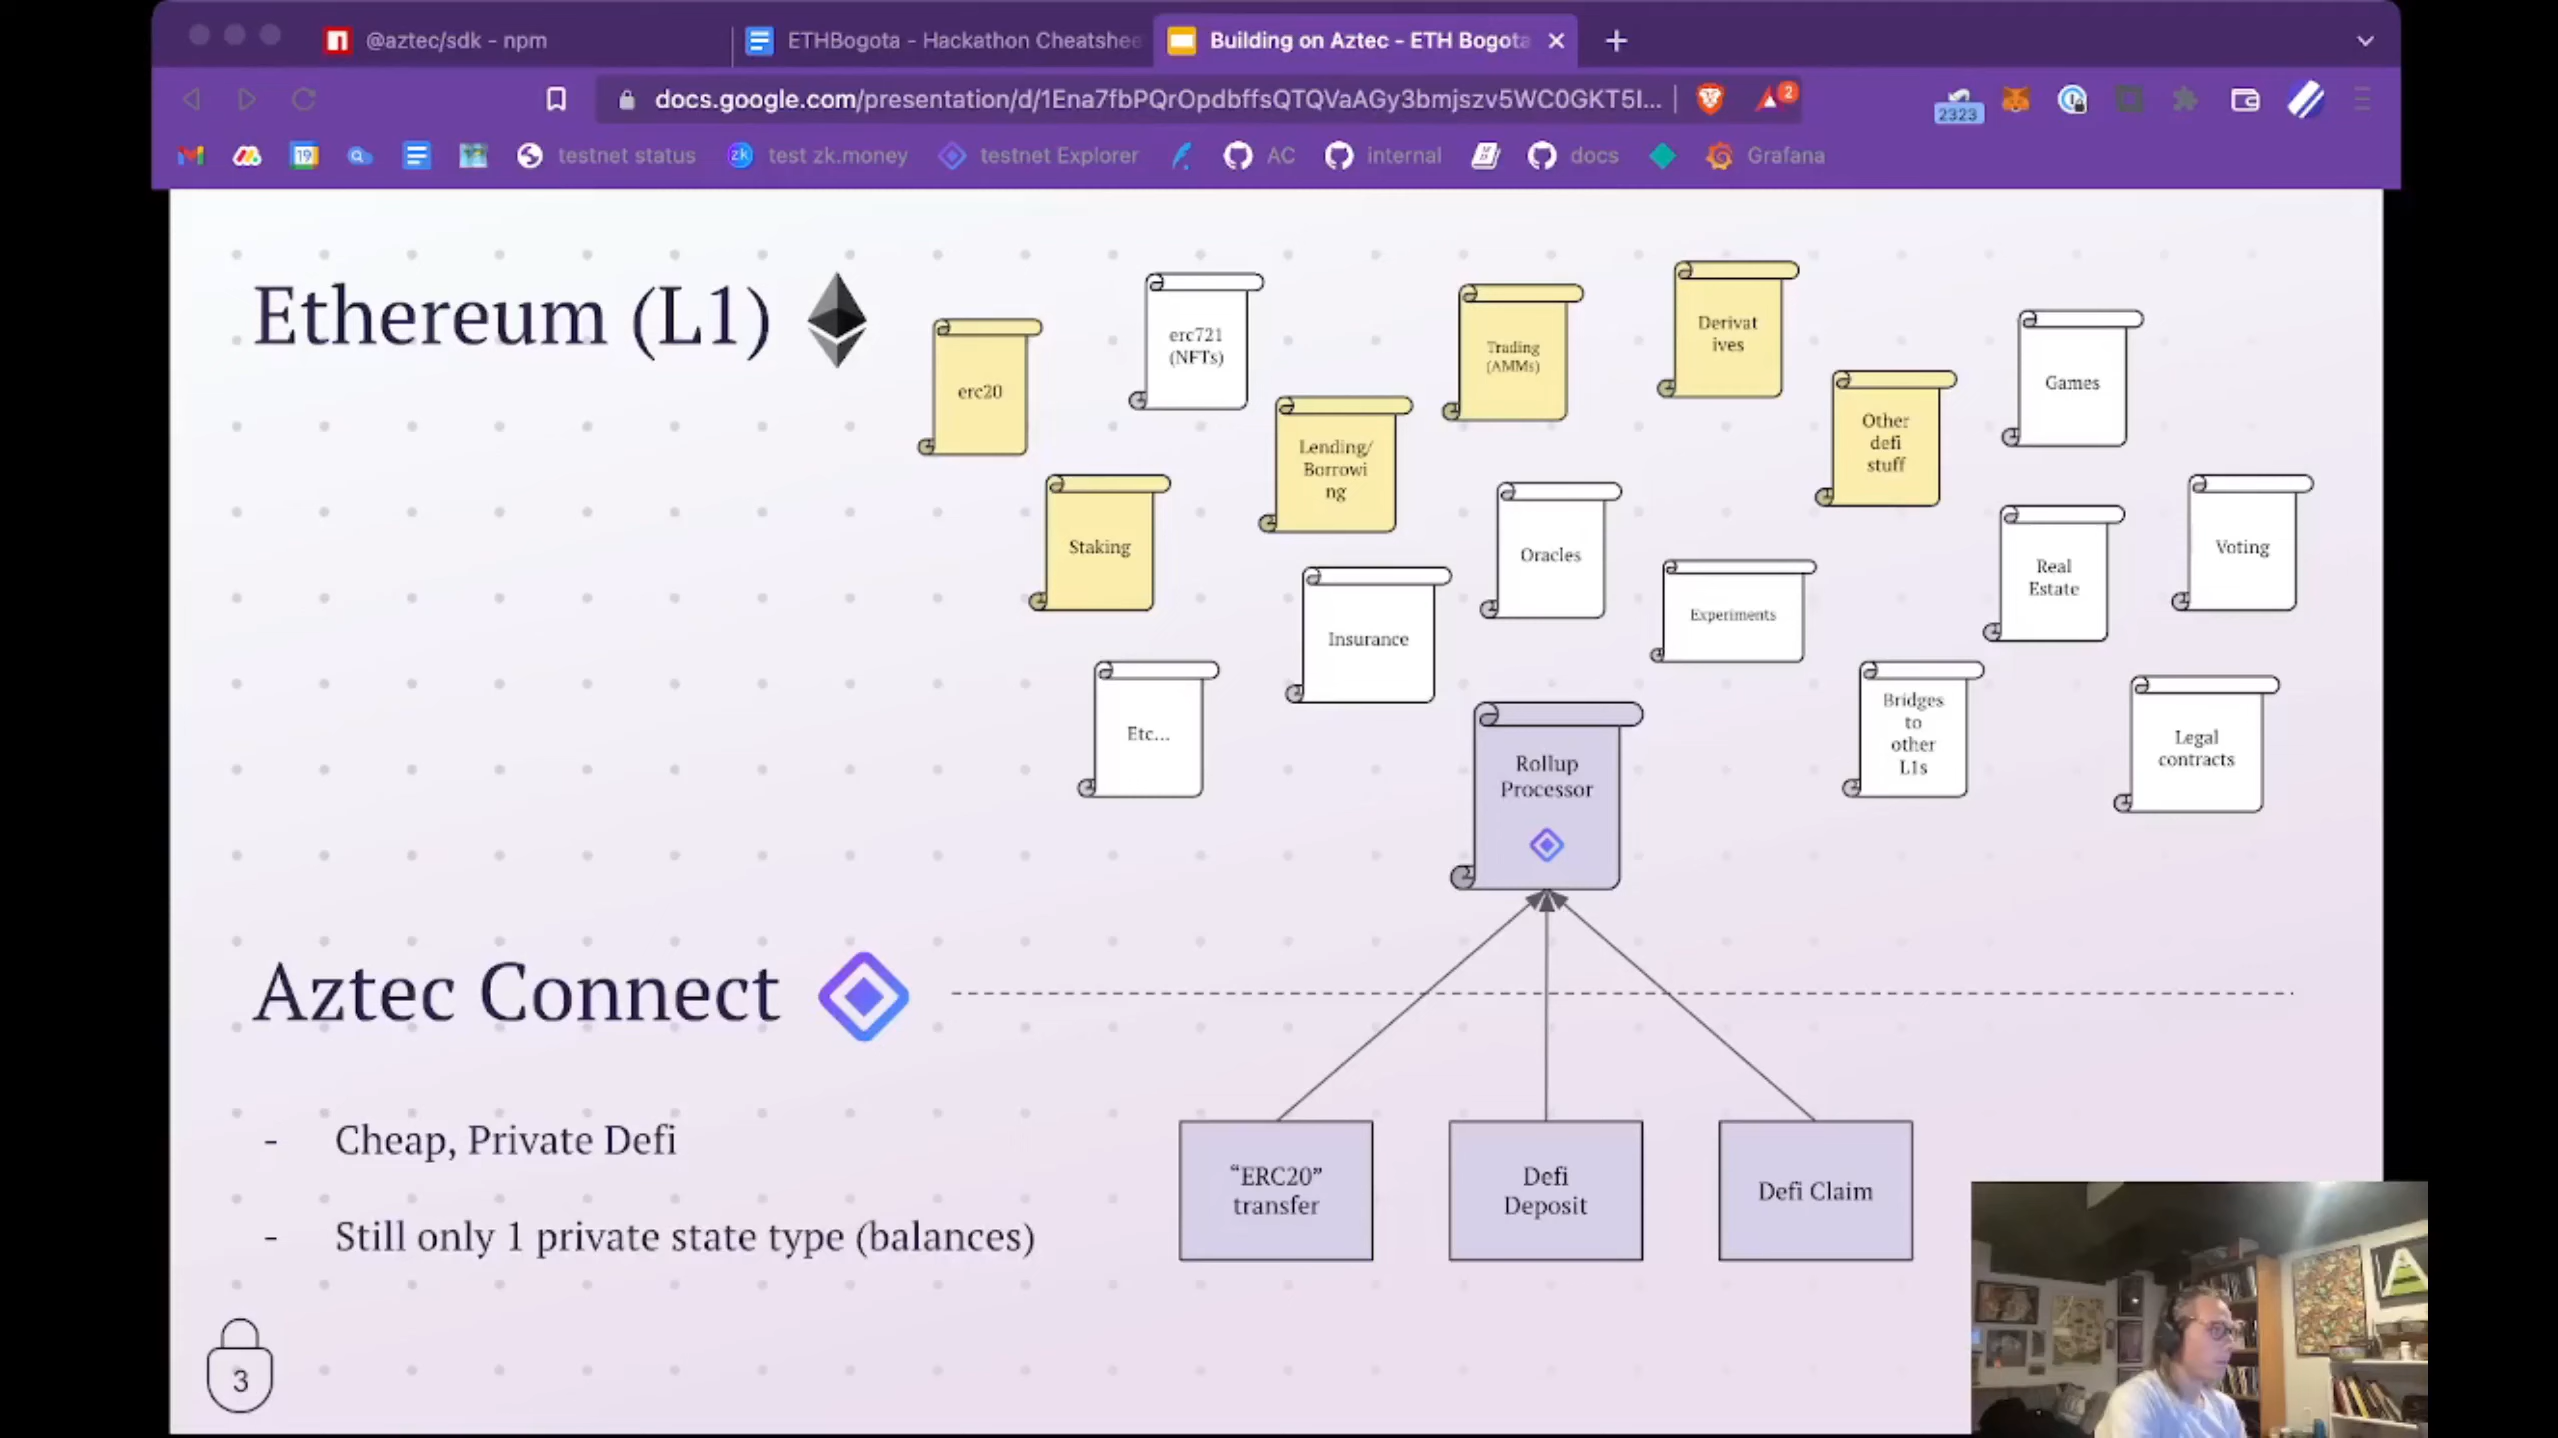 @aztec/sdk - npm
ETHBogota - Hackathon Cheatshee
Building on Aztec - ETH Bogota
docs.google.com/presentation/d/1Ena7fbPQrOpdbffsQTQVaAGy3bmjszv5WC0GKT5I...
2
2323
19
testnet status
zk
test zk.money
testnet Explorer
AC
internal
docs
Grafana
Ethereum (L1)
erc20
erc721
(NFTs)
Trading
(AMMs)
Derivat
ives
Games
Lending/
Borrowi
ng
Other
defi
stuff
Staking
Oracles
Voting
Real
Estate
Insurance
Experiments
Etc...
Rollup
Processor
Bridges
to
other
L1s
Legal
contracts
Aztec Connect
- Cheap, Private Defi
- Still only 1 private state type (balances)
“ERC20”
transfer
Defi
Deposit
Defi Claim
3